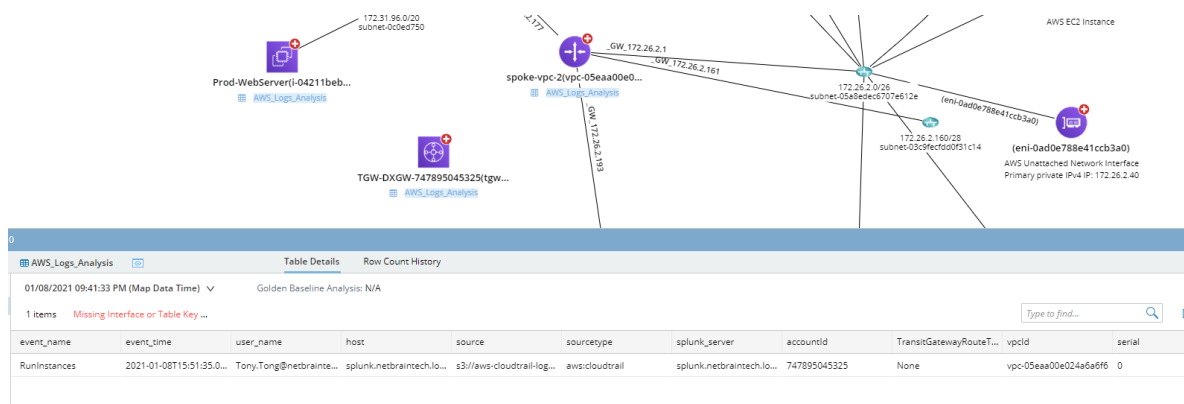 172.31.96.0/20
subnet-0c0ed750
Prod-WebServer(i-04211beb...
AWS_Logs_Analysis
2.177
spoke-vpc-2(vpc-05eaa00e0...
AWS_Logs_Analysis
_GW_172.26.2.1
_GW_172.26.2.161
_GW_172.26.2.193
AWS EC2 Instance
172.26.2.0/26
subnet-05a8edec6707e612e
(eni-0ad0e788e41ccb3a0)
172.26.2.160/28
subnet-03c9fecfdd0f31c14
(eni-0ad0e788e41ccb3a0)
AWS Unattached Network Interface
Primary private IPv4 IP: 172.26.2.40
TGW-DXGW-747895045325(tgw...
AWS_Logs_Analysis
0
AWS_Logs_Analysis Table Details Row Count History
01/08/2021 09:41:33 PM (Map Data Time) Golden Baseline Analysis: N/A
1 items Missing Interface or Table Key ... Type to find...
event_name event_time user_name host source sourcetype splunk_server accountId TransitGatewayRouteT... vpcId serial
RunInstances 2021-01-08T15:51:35.0... Tony.Tong@netbrainte... splunk.netbraintech.lo... s3://aws-cloudtrail-log... aws:cloudtrail splunk.netbraintech.lo... 747895045325 None vpc-05eaa00e024a6a6f6 0